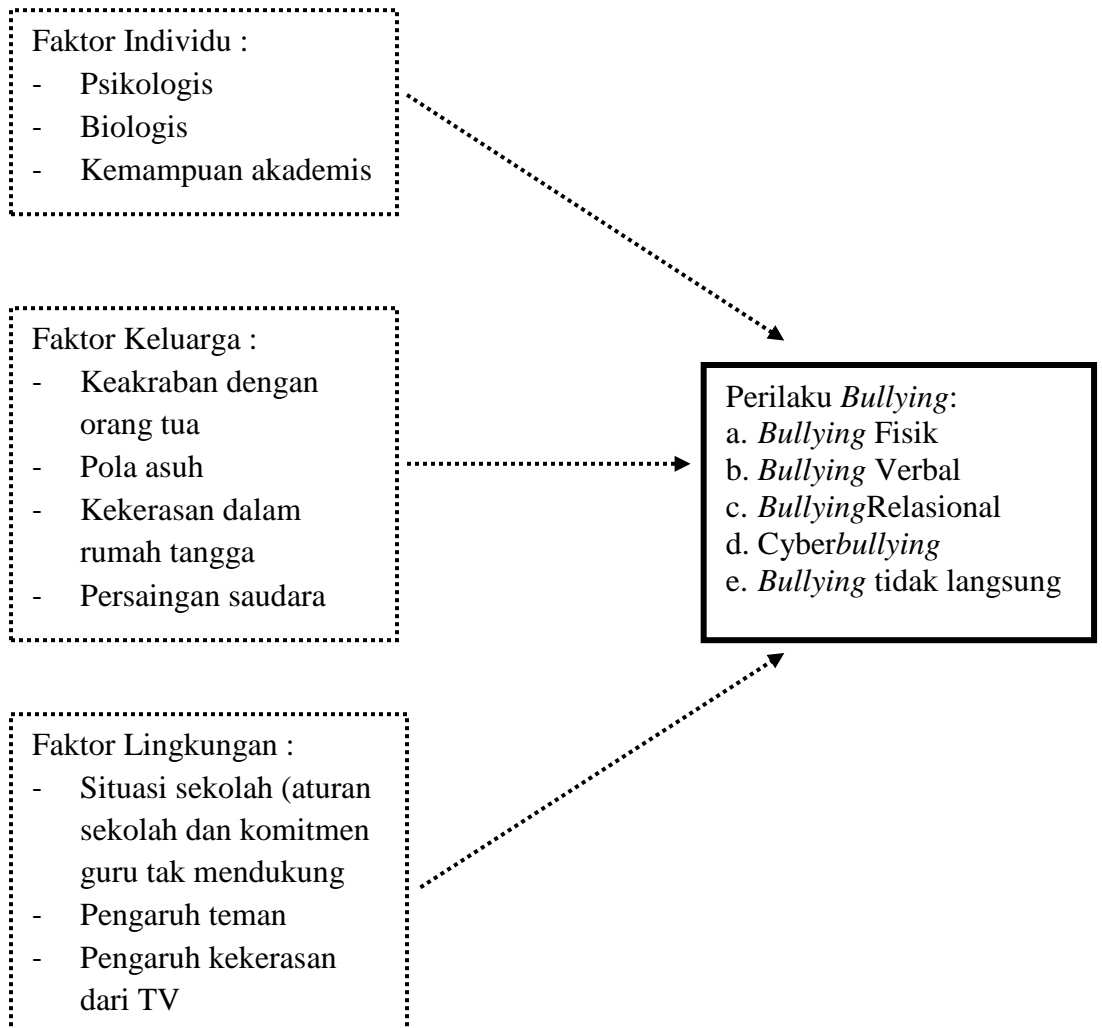 Faktor Individu :
- Psikologis
- Biologis
- Kemampuan akademis
Faktor Keluarga :
- Keakraban dengan
orang tua
- Pola asuh
- Kekerasan dalam
rumah tangga
- Persaingan saudara
Perilaku Bullying:
a. Bullying Fisik
b. Bullying Verbal
c. BullyingRelasional
d. Cyberbullying
e. Bullying tidak langsung
Faktor Lingkungan :
- Situasi sekolah (aturan
sekolah dan komitmen
guru tak mendukung
- Pengaruh teman
- Pengaruh kekerasan
dari TV